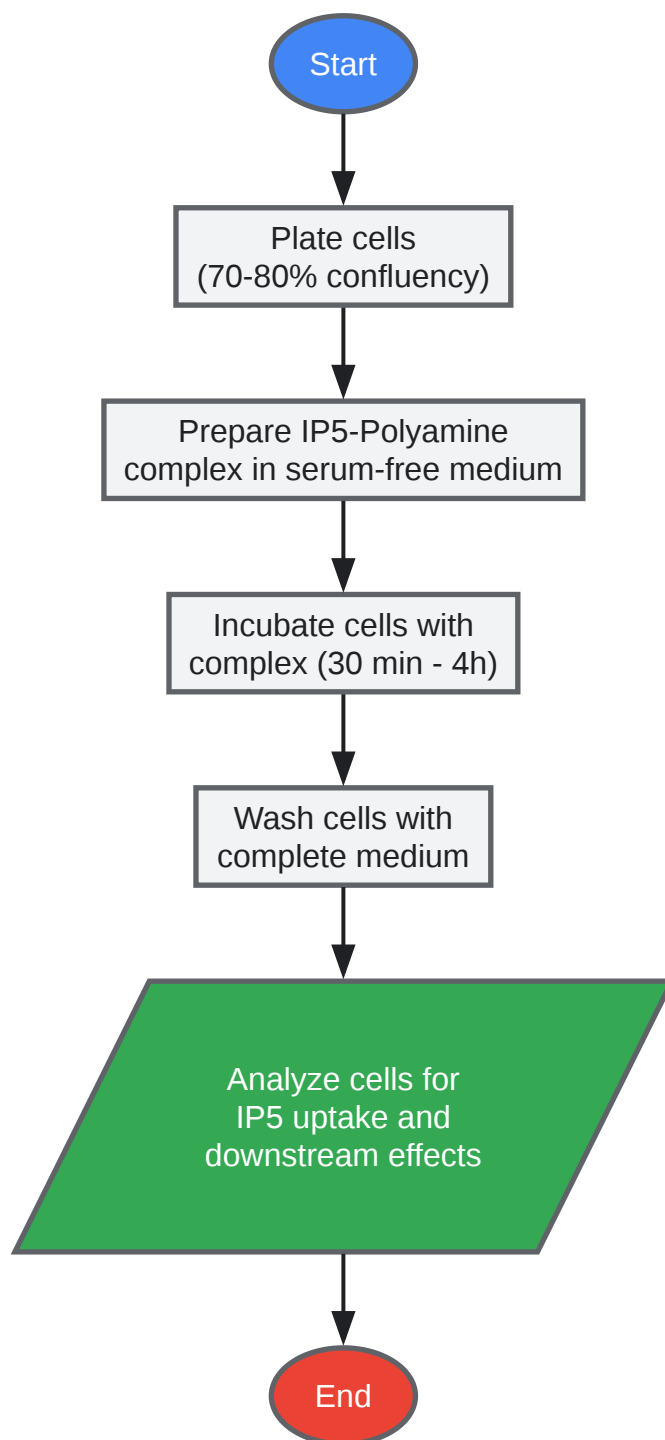 Start
Plate cells
(70-80% confluency)
Prepare IP5-Polyamine
complex in serum-free medium
Incubate cells with
complex (30 min - 4h)
Wash cells with
complete medium
Analyze cells for
IP5 uptake and
downstream effects
End